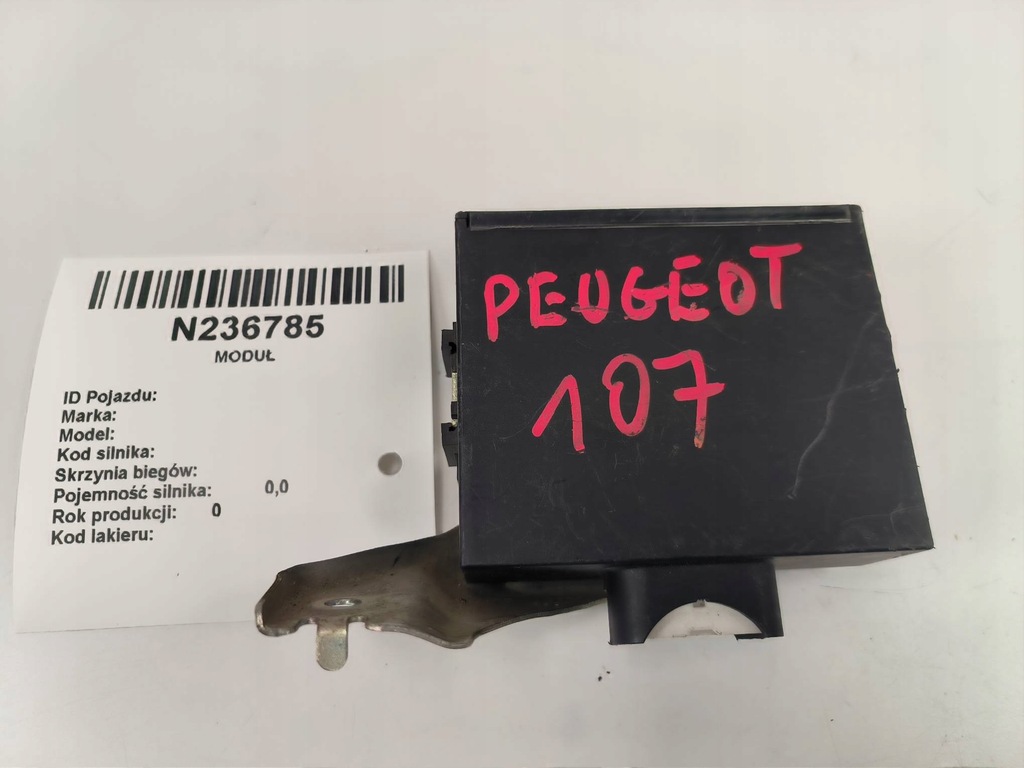 N236785
MODUŁ
ID Pojazdu:
Marka:
Model:
Kod silnika:
Skrzynia biegów:
Pojemność silnika: 0,0
Rok produkcji: 0
Kod lakieru:
PEUGEOT
107